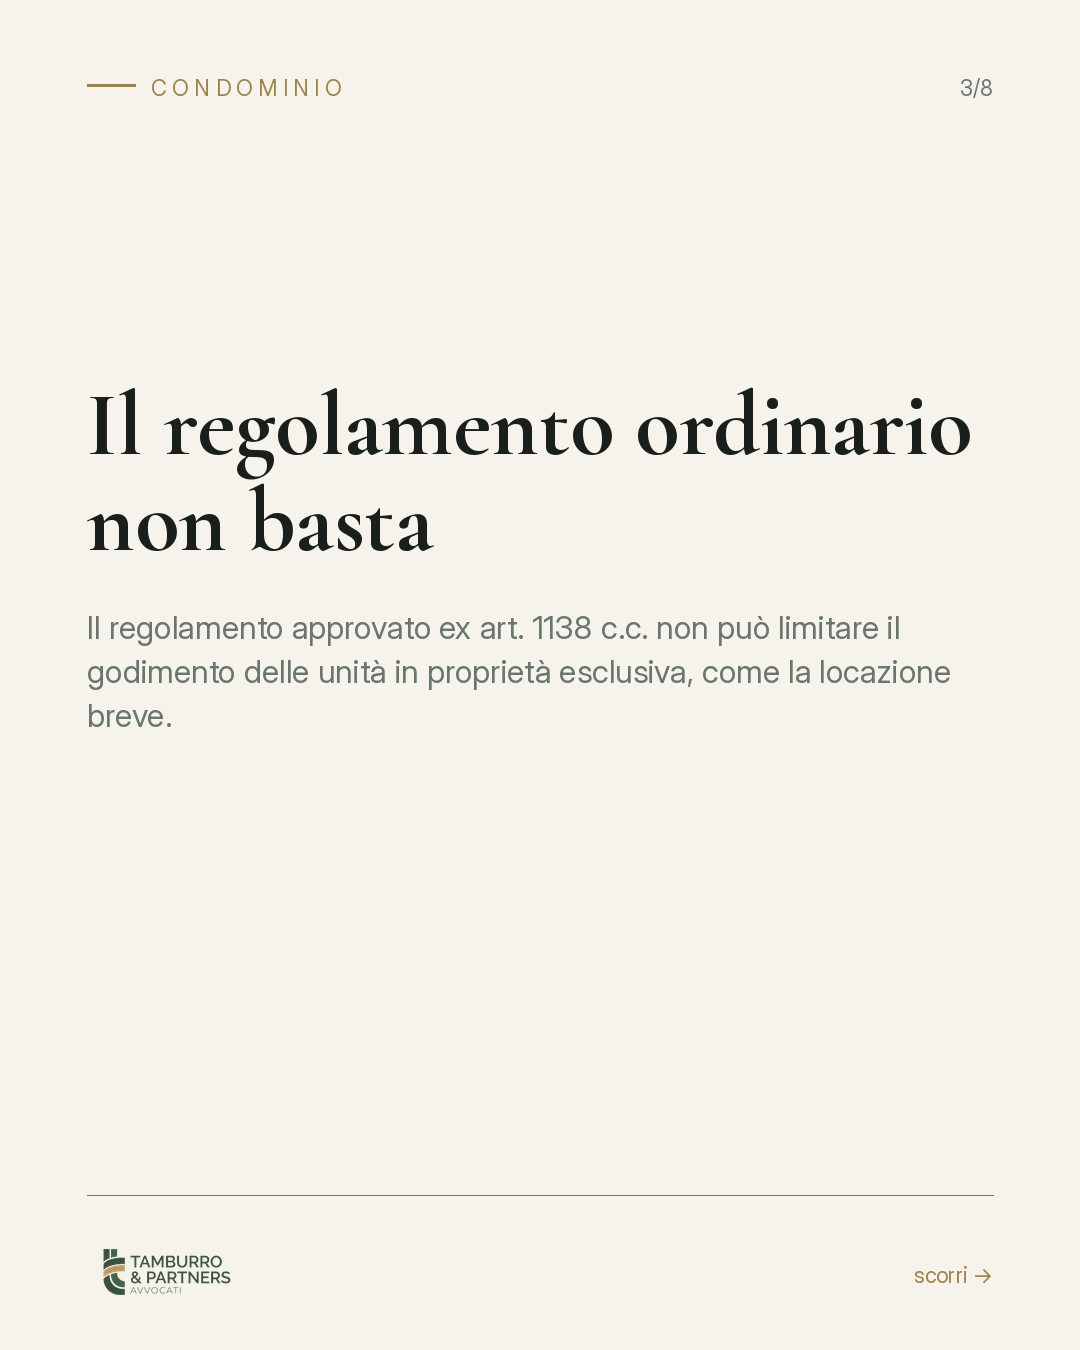 CONDOMINIO
3/8
Il regolamento ordinario
non basta
Il regolamento approvato ex art. 1138 c.c. non può limitare il
godimento delle unità in proprietà esclusiva, come la locazione
breve.
TAMBURRO
& PARTNERS
AVVOCATI
scorri →